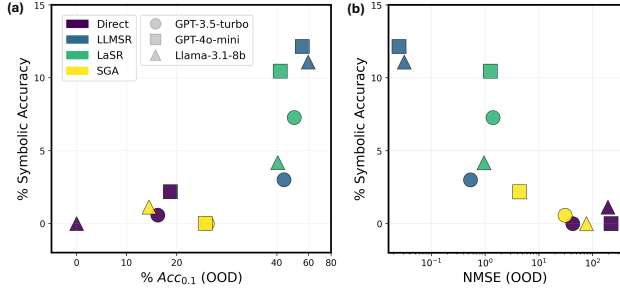 (a)
% Symbolic Accuracy
15
10
5
0
Direct
LLMSR
LaSR
SGA
GPT-3.5-turbo
GPT-4o-mini
Llama-3.1-8b
0 10 20 40 60 80
% Acc₀.₁ (OOD)
(b)
% Symbolic Accuracy
15
10
5
0
10⁻¹ 10⁰ 10¹ 10²
NMSE (OOD)